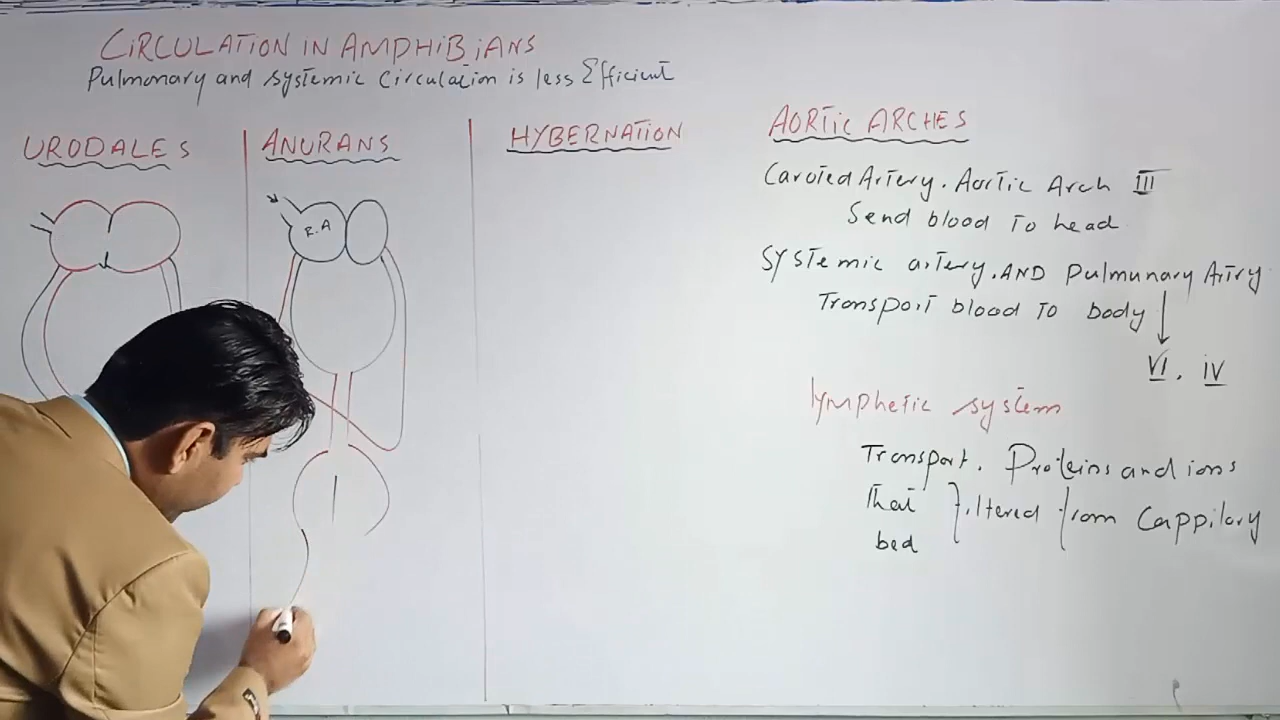 CiRCULATION IN AMPHiBiANS
Pulmonary and systemic Circulation is less Efficient
URODALES
ANURANS
R.A
HYBERNATION
AORTiC ARCHES
Caroted Artery. Aortic Arch III
Send blood To head
Systemic artery. AND Pulmunary Artry
Transport blood To body
VI. IV
lymphetic system
Transport. Proteins and ions
that filtered from Cappilory
bed